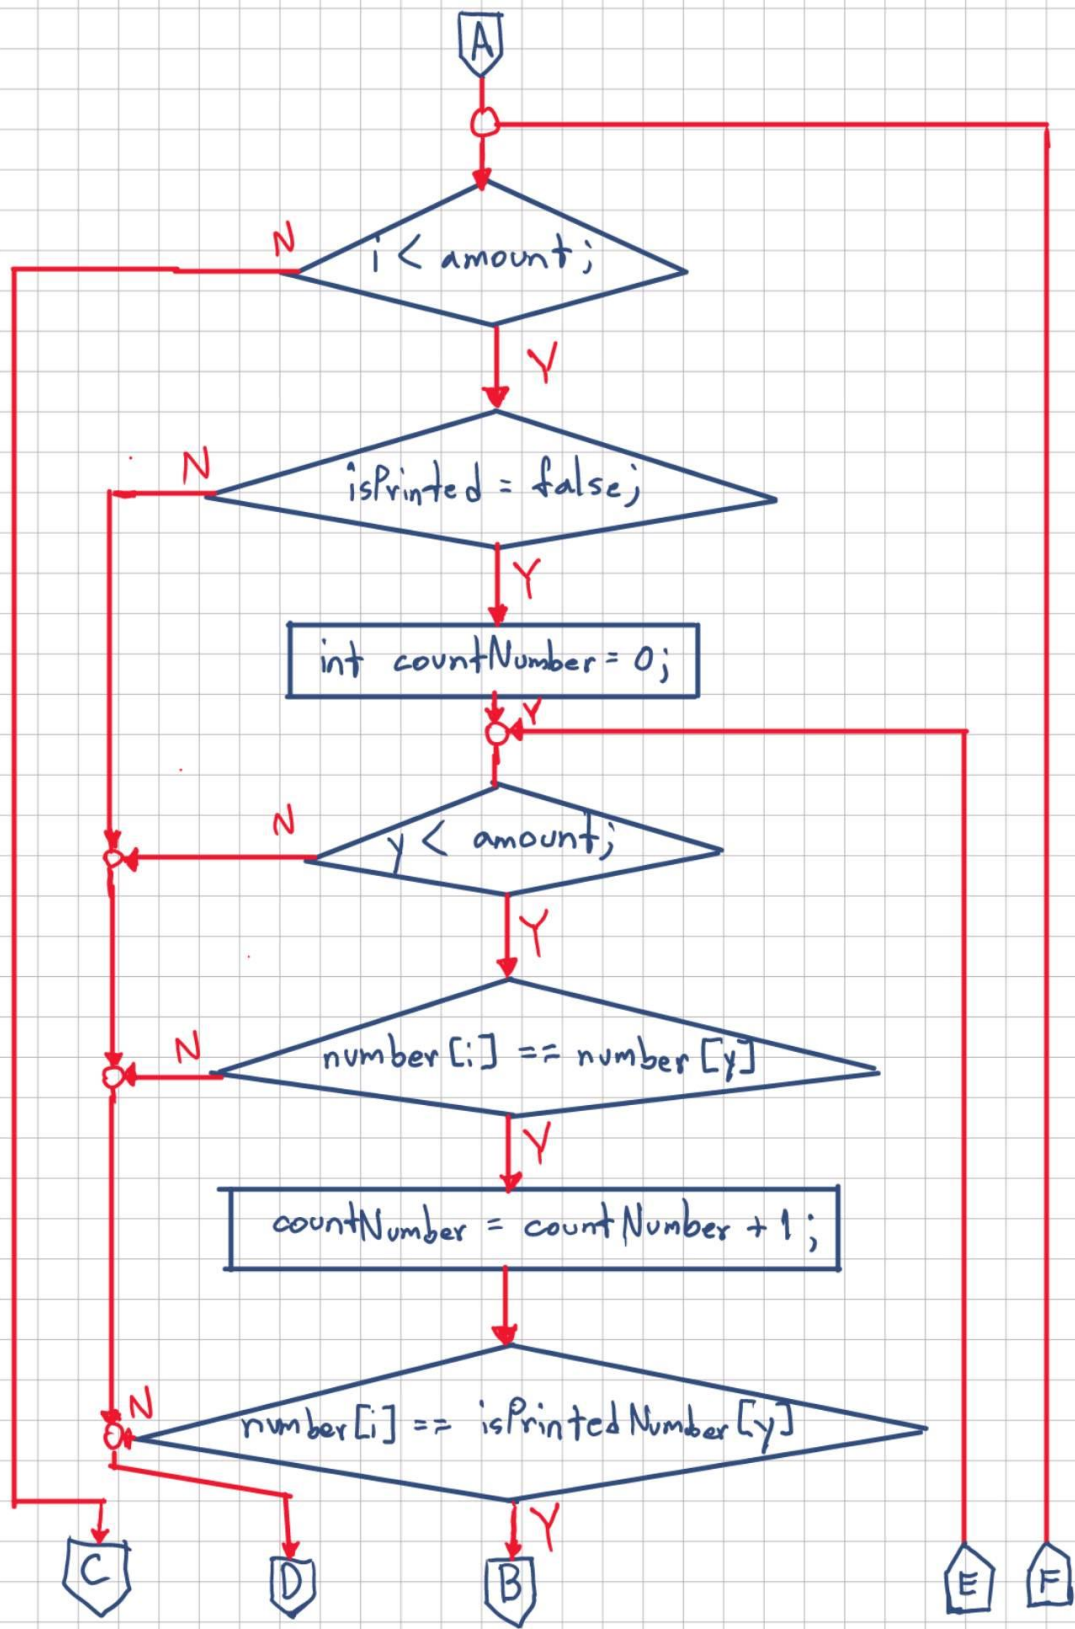 A
N
i < amount;
Y
N
isPrinted = false;
Y
int countNumber = 0;
Y
N
y < amount;
Y
N
number[i] == number[y]
Y
countNumber = countNumber + 1;
N
number[i] == isPrintedNumber[y]
Y
C
D
B
E
F